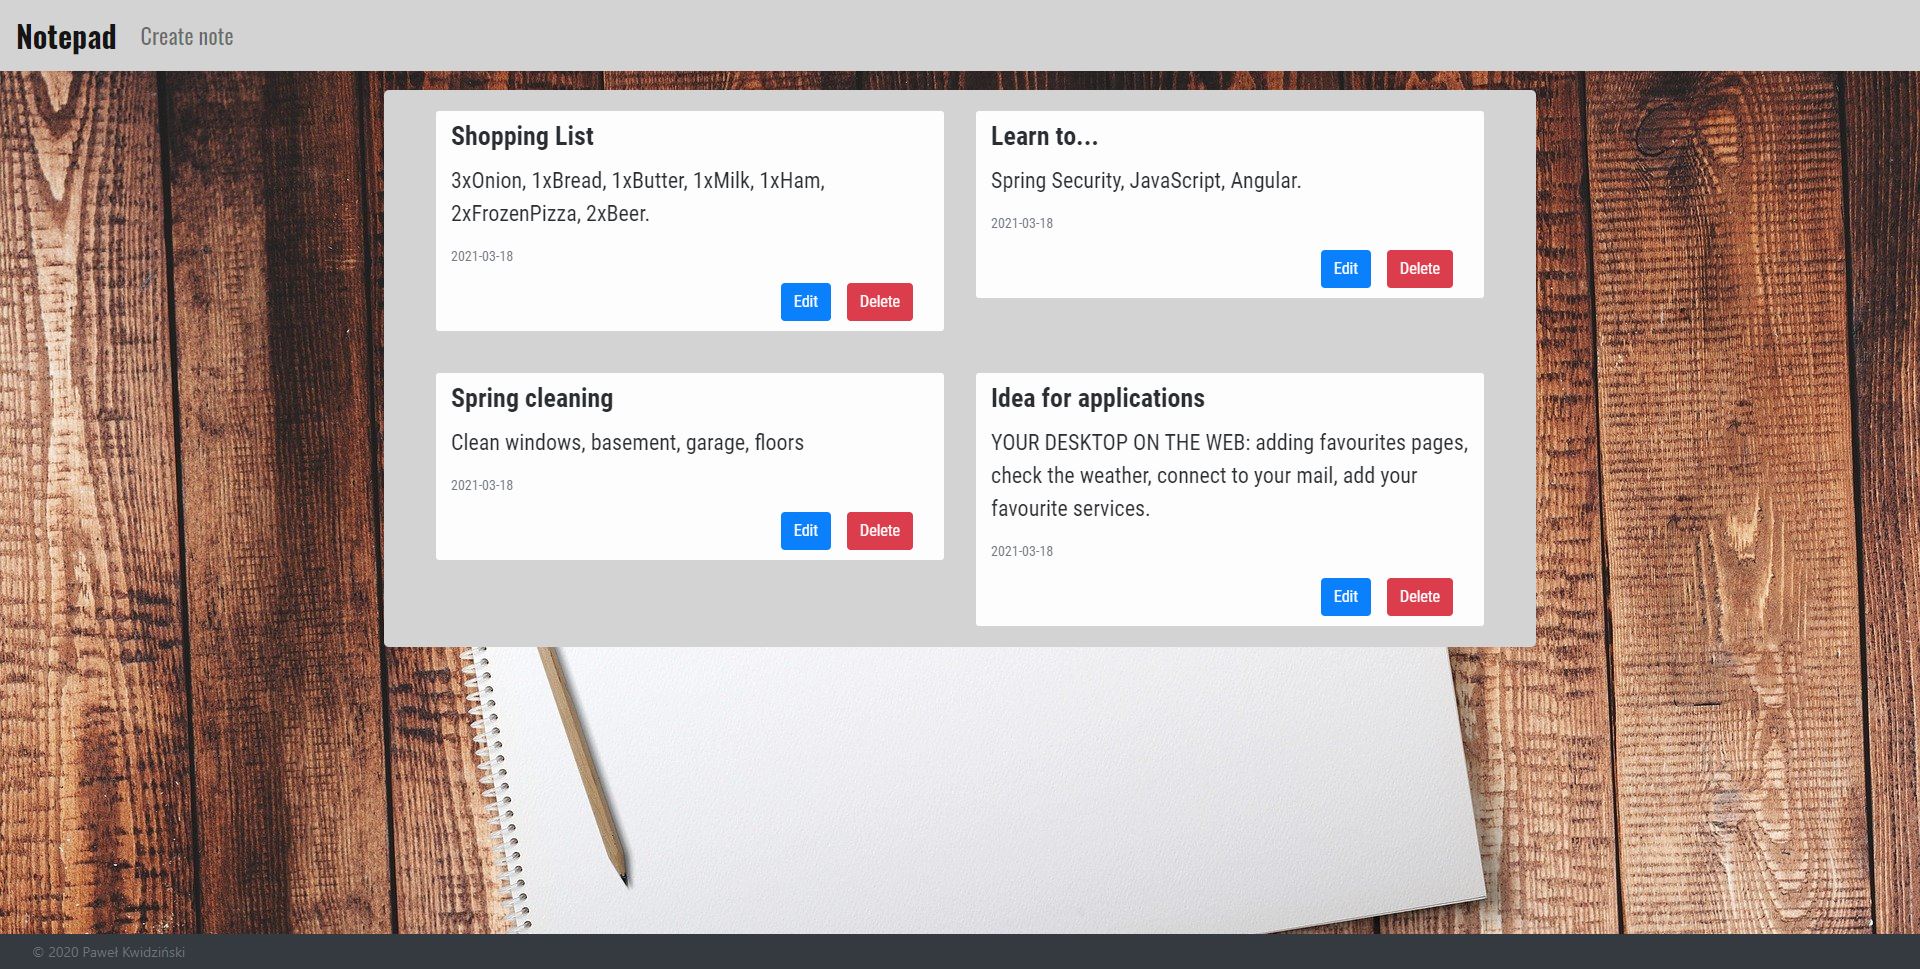 Notepad Create note
Shopping List
3xOnion, 1xBread, 1xButter, 1xMilk, 1xHam,
2xFrozenPizza, 2xBeer.
2021-03-18
Edit Delete
Learn to...
Spring Security, JavaScript, Angular.
2021-03-18
Edit Delete
Spring cleaning
Clean windows, basement, garage, floors
2021-03-18
Edit Delete
Idea for applications
YOUR DESKTOP ON THE WEB: adding favourites pages,
check the weather, connect to your mail, add your
favourite services.
2021-03-18
Edit Delete
© 2020 Paweł Kwidziński